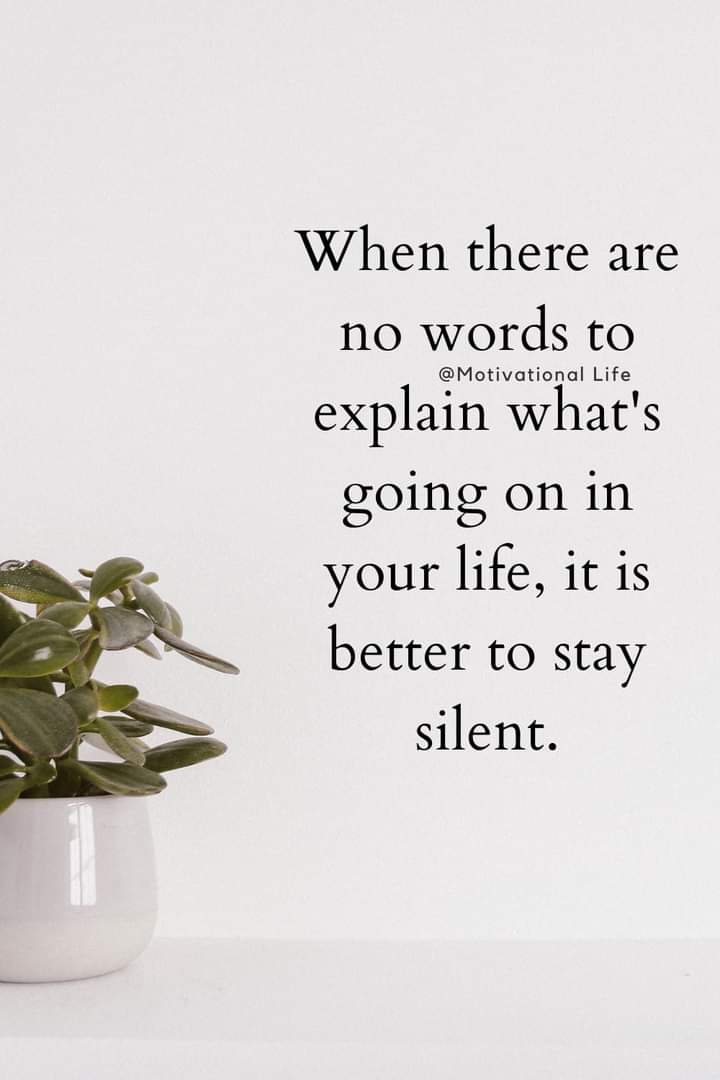 When there are
no words to
@Motivational Life
explain what's
going on in
your life, it is
better to stay
silent.